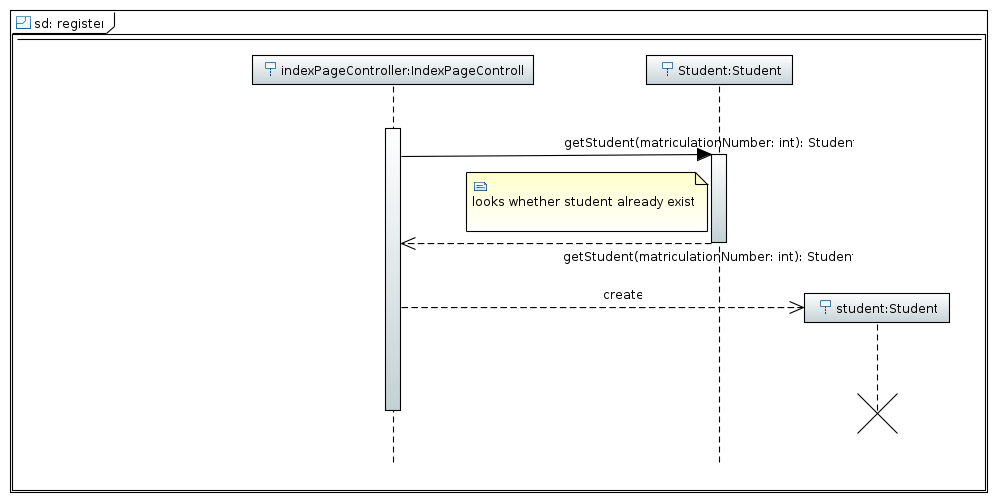 sd: register
indexPageController:IndexPageControll
Student:Student
getStudent(matriculationNumber: int): Studen
looks whether student already exist
getStudent(matriculationNumber: int): Studen
create
student:Student